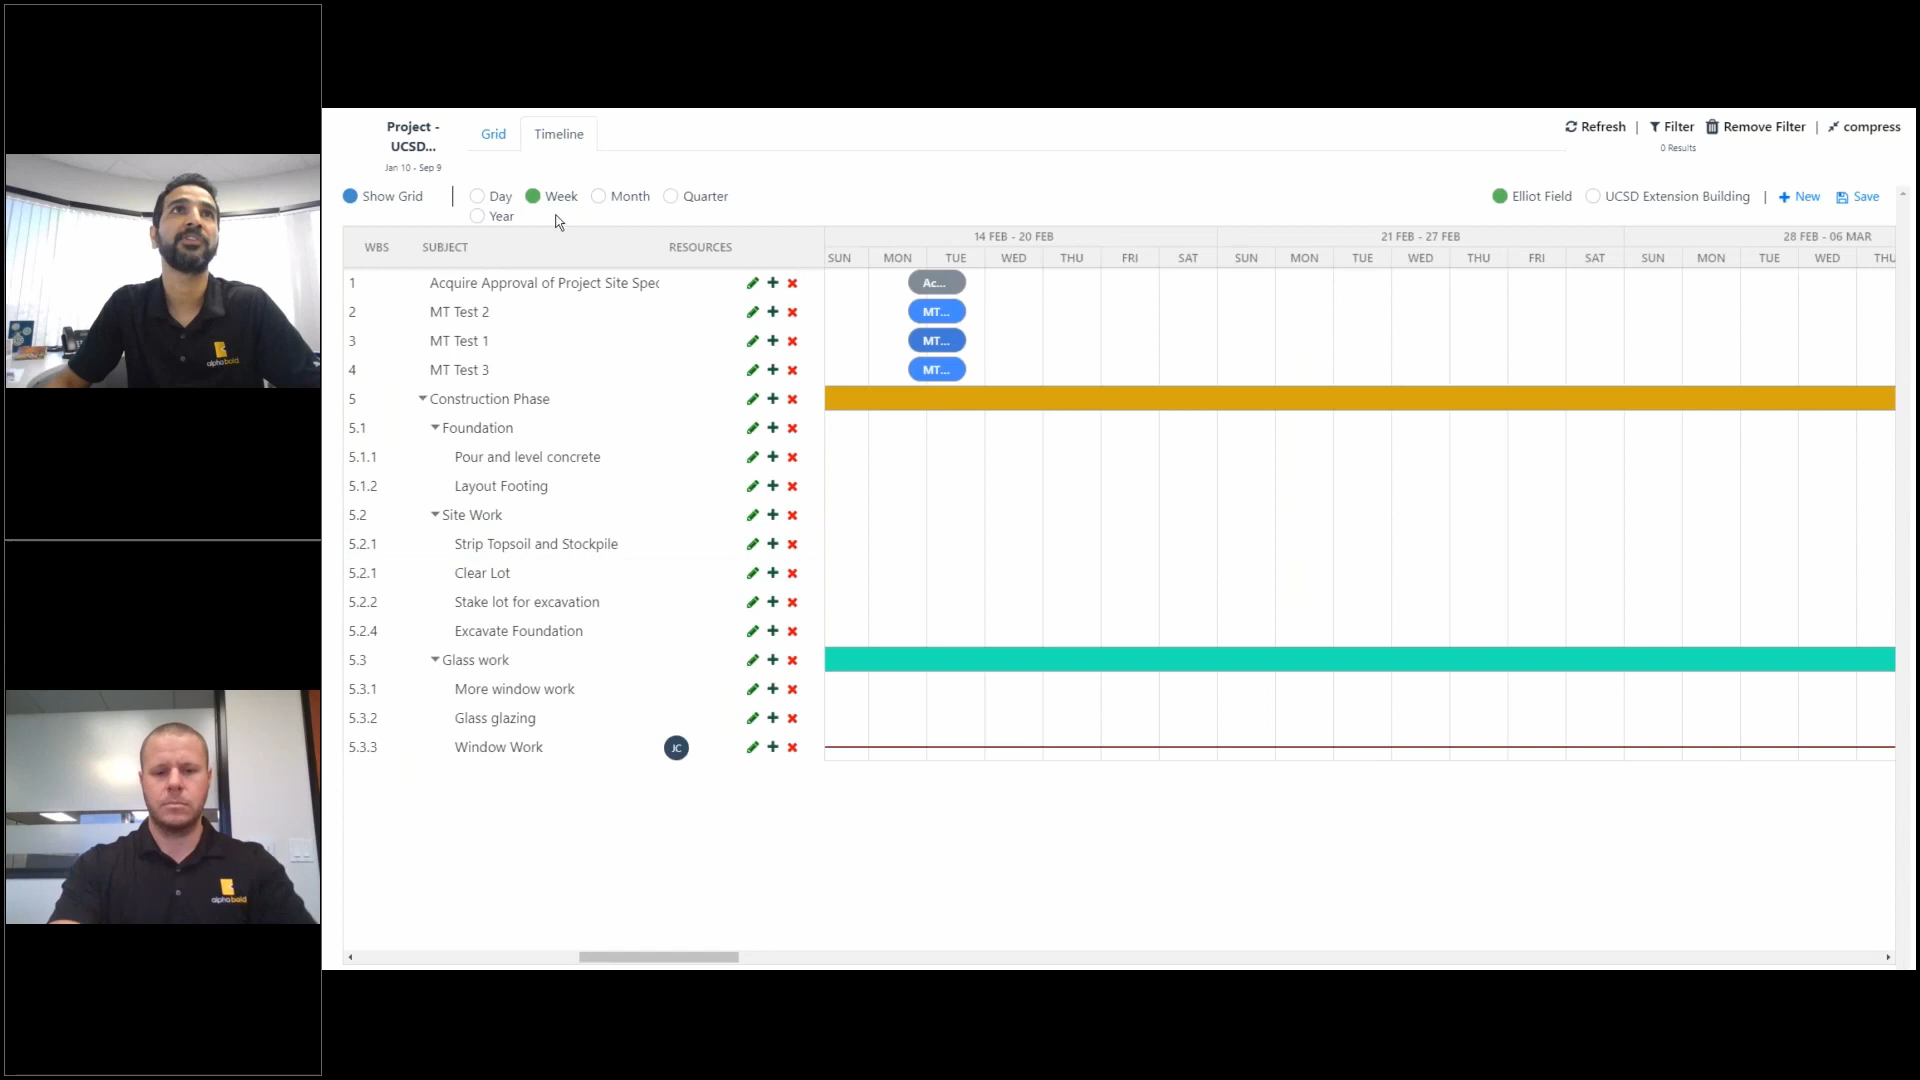 Project -
UCSD...
Jan 10 - Sep 9
Grid
Timeline
Refresh | Filter Remove Filter | compress
0 Results
Show Grid | Day Week Month Quarter
Year
Elliot Field UCSD Extension Building | New Save
WBS SUBJECT RESOURCES
14 FEB - 20 FEB 21 FEB - 27 FEB 28 FEB - 06 MAR
SUN MON TUE WED THU FRI SAT SUN MON TUE WED THU FRI SAT SUN MON TUE WED THU
1 Acquire Approval of Project Site Spec Ac...
2 MT Test 2 MT...
3 MT Test 1 MT...
4 MT Test 3 MT...
5 Construction Phase
5.1 Foundation
5.1.1 Pour and level concrete
5.1.2 Layout Footing
5.2 Site Work
5.2.1 Strip Topsoil and Stockpile
5.2.1 Clear Lot
5.2.2 Stake lot for excavation
5.2.4 Excavate Foundation
5.3 Glass work
5.3.1 More window work
5.3.2 Glass glazing
5.3.3 Window Work JC
alphabold
alphabold